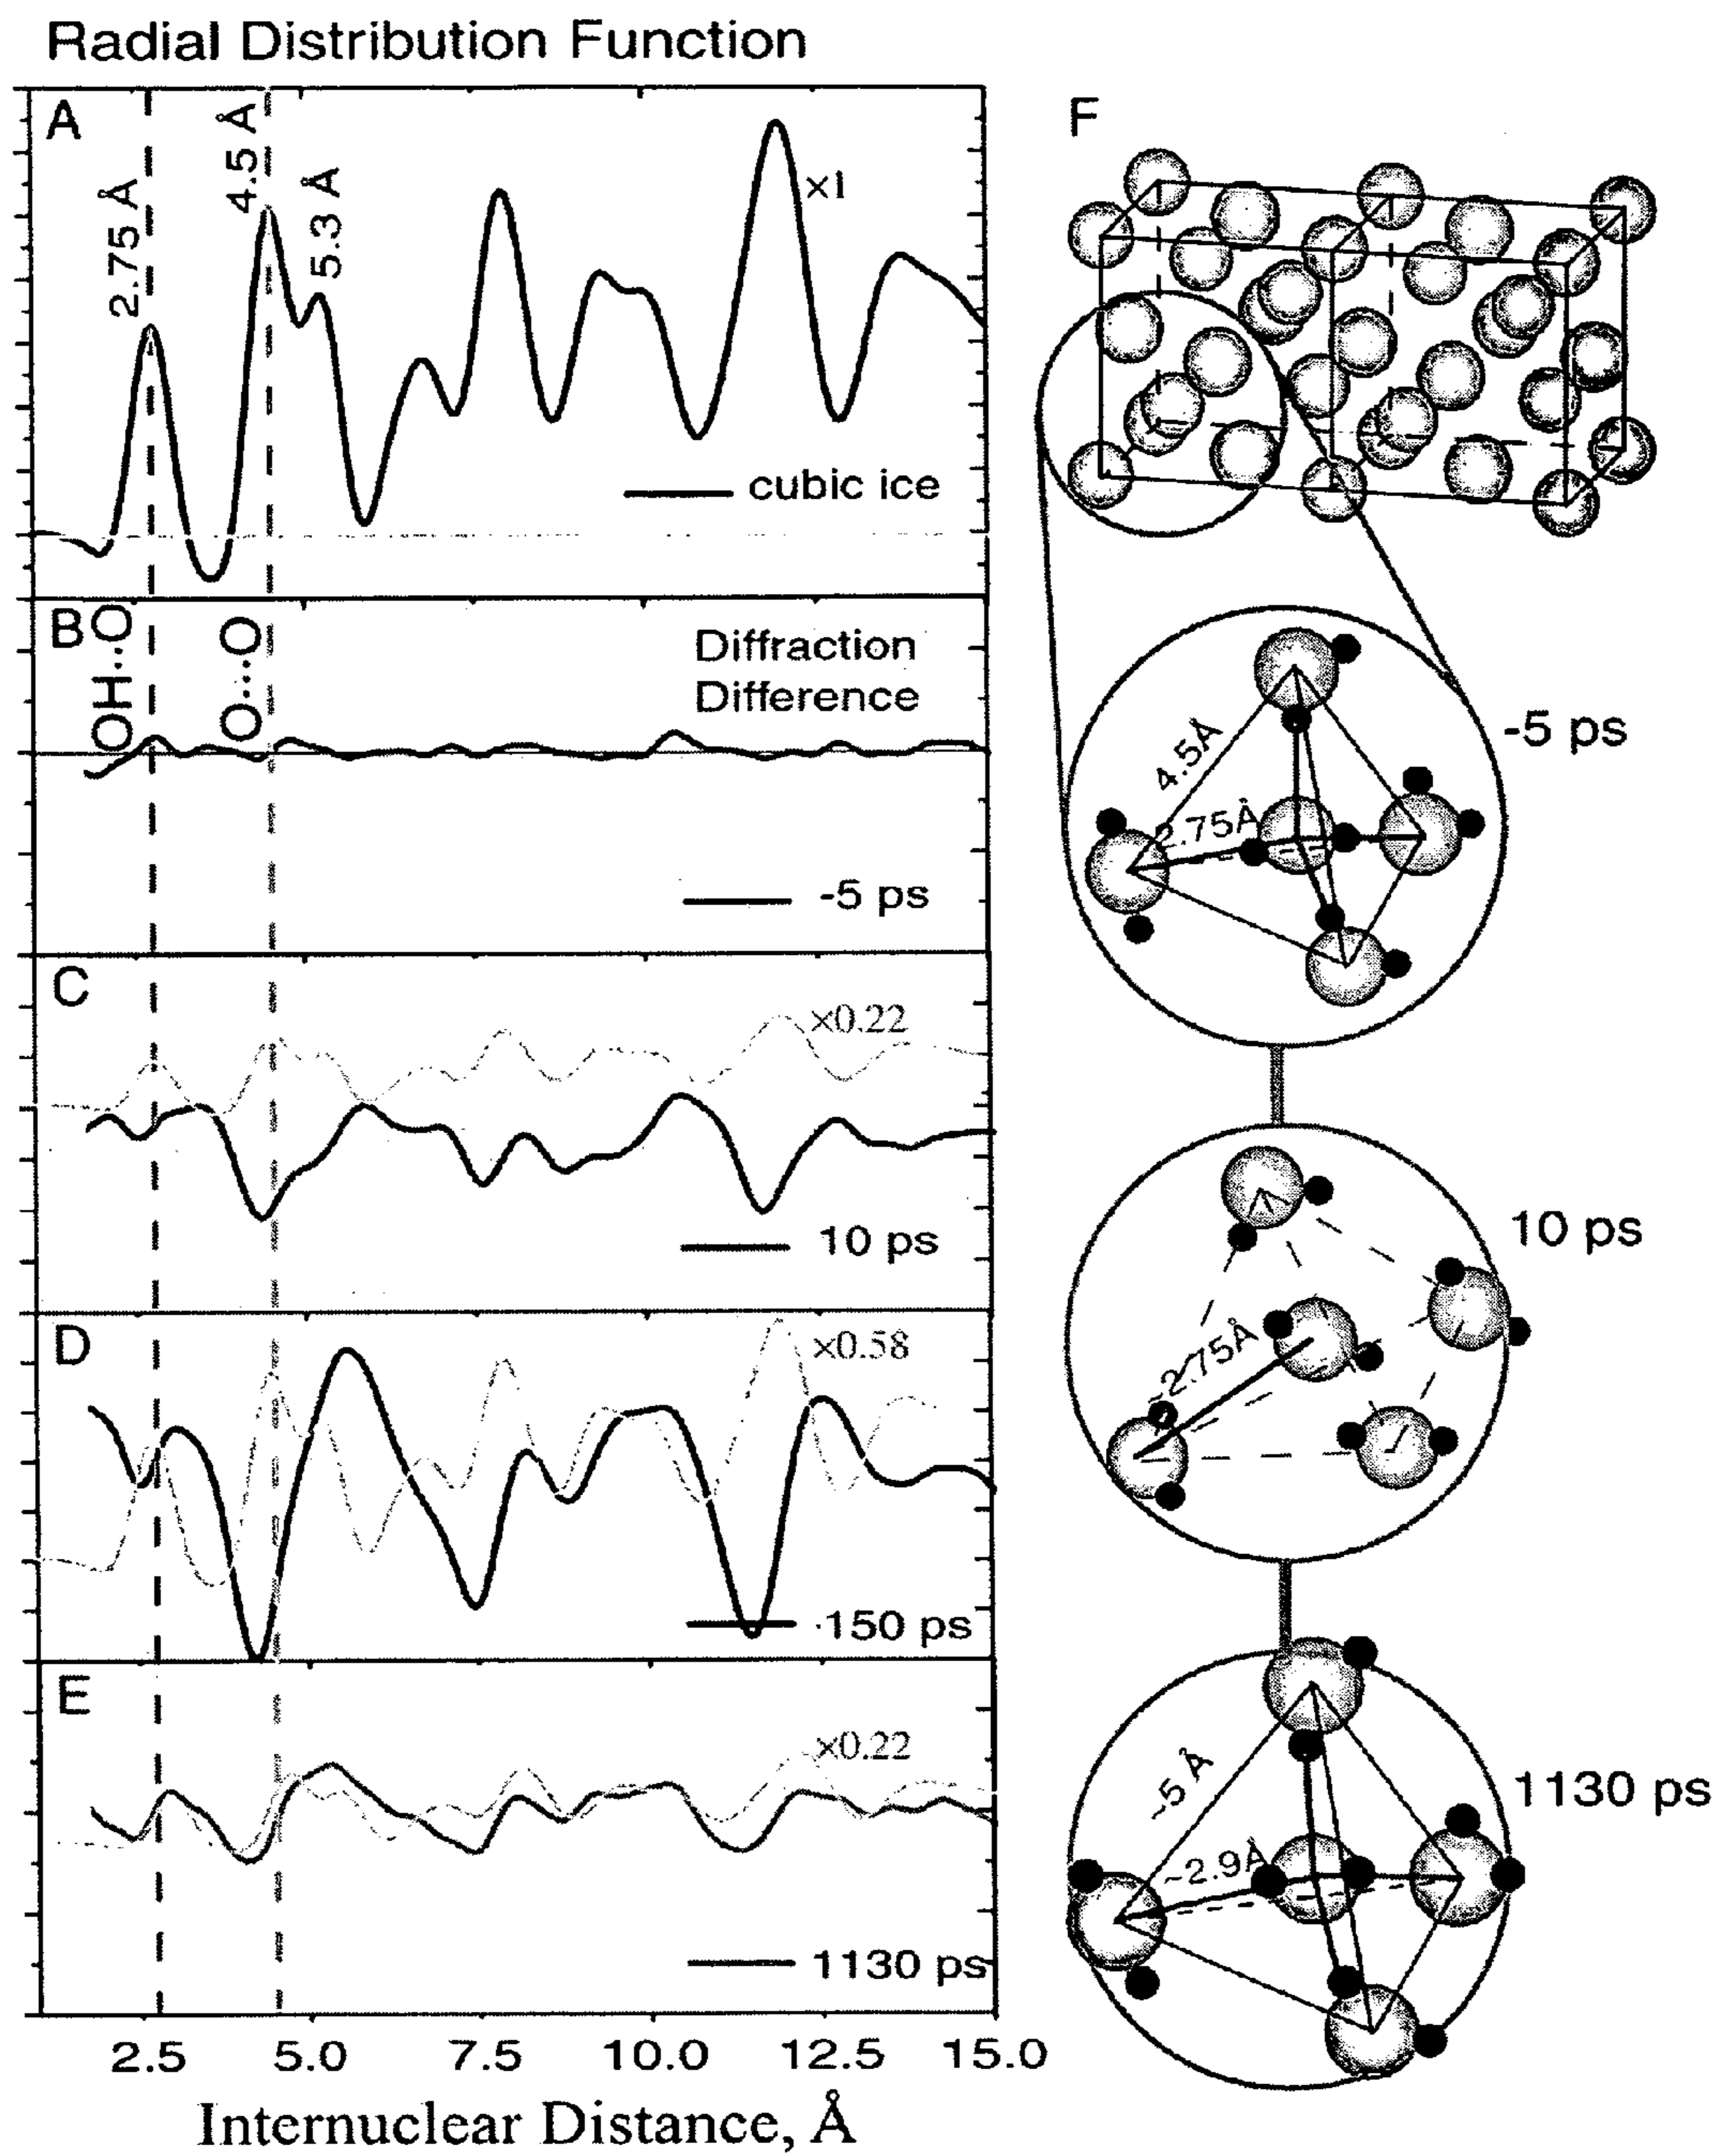 Radial Distribution Function
A
2.75 Å
4.5 Å
5.3 Å
×1
cubic ice
B
OH··O
O···O
Diffraction
Difference
-5 ps
C
×0.22
10 ps
D
×0.58
150 ps
E
×0.22
1130 ps
2.5 5.0 7.5 10.0 12.5 15.0
Internuclear Distance, Å
F
-5 ps
4.5Å
2.75Å
10 ps
~2.75Å
1130 ps
~5 Å
~2.9Å